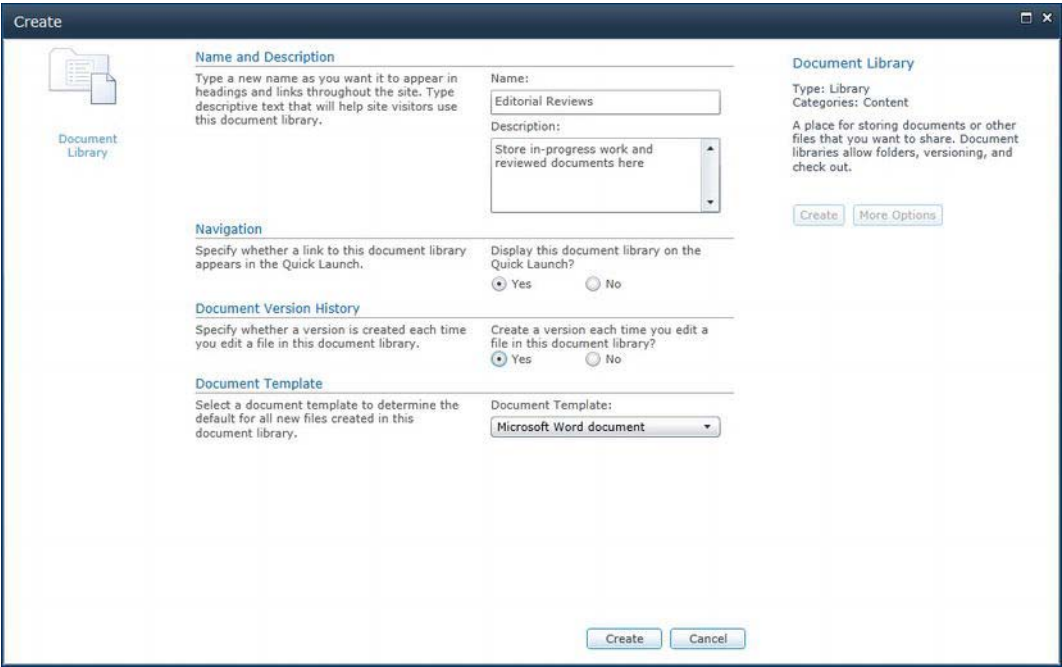 Create
Document
Library
Name and Description
Type a new name as you want it to appear in
headings and links throughout the site. Type
descriptive text that will help site visitors use
this document library.
Name:
Editorial Reviews
Description:
Store in-progress work and
reviewed documents here
Navigation
Specify whether a link to this document library
appears in the Quick Launch.
Display this document library on the
Quick Launch?
Yes No
Document Version History
Specify whether a version is created each time
you edit a file in this document library.
Create a version each time you edit a
file in this document library?
Yes No
Document Template
Select a document template to determine the
default for all new files created in this
document library.
Document Template:
Microsoft Word document
Document Library
Type: Library
Categories: Content
A place for storing documents or other
files that you want to share. Document
libraries allow folders, versioning, and
check out.
Create More Options
Create Cancel